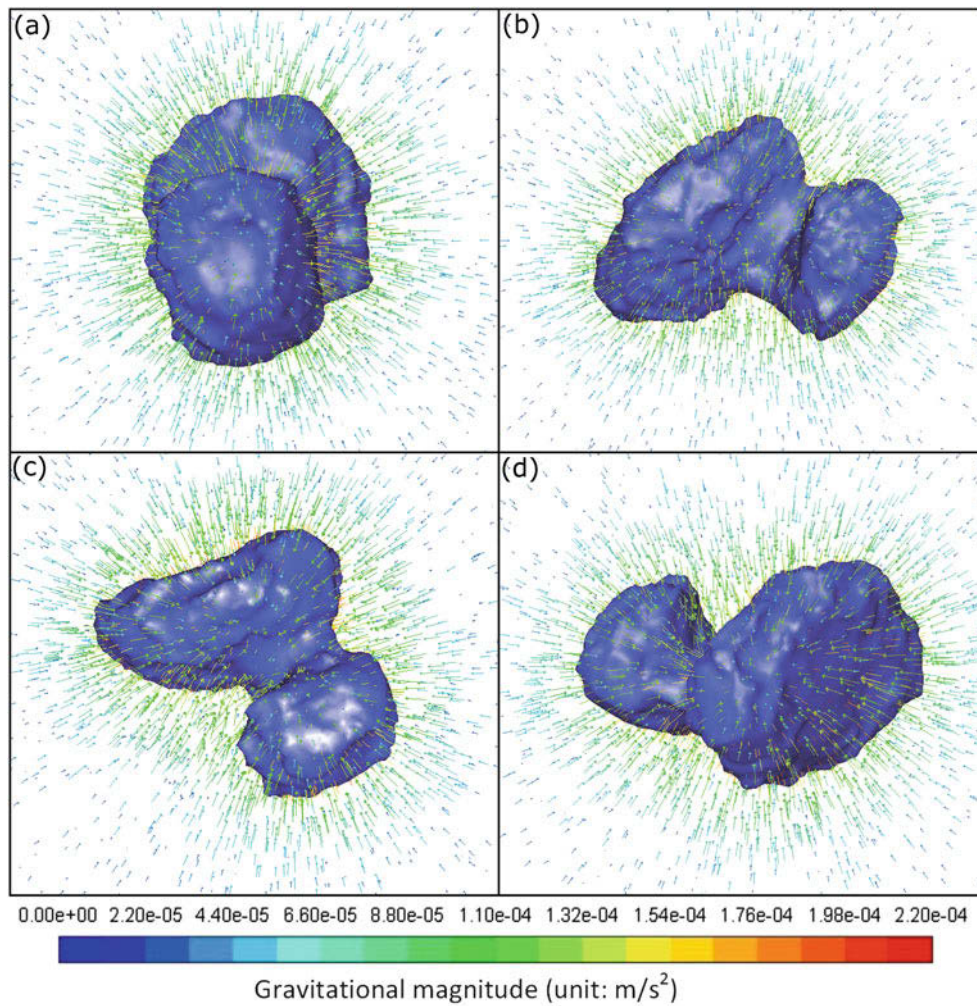 (a)
(b)
(c)
(d)
0.00e+00 2.20e-05 4.40e-05 6.60e-05 8.80e-05 1.10e-04 1.32e-04 1.54e-04 1.76e-04 1.98e-04 2.20e-04
Gravitational magnitude (unit: m/s²)